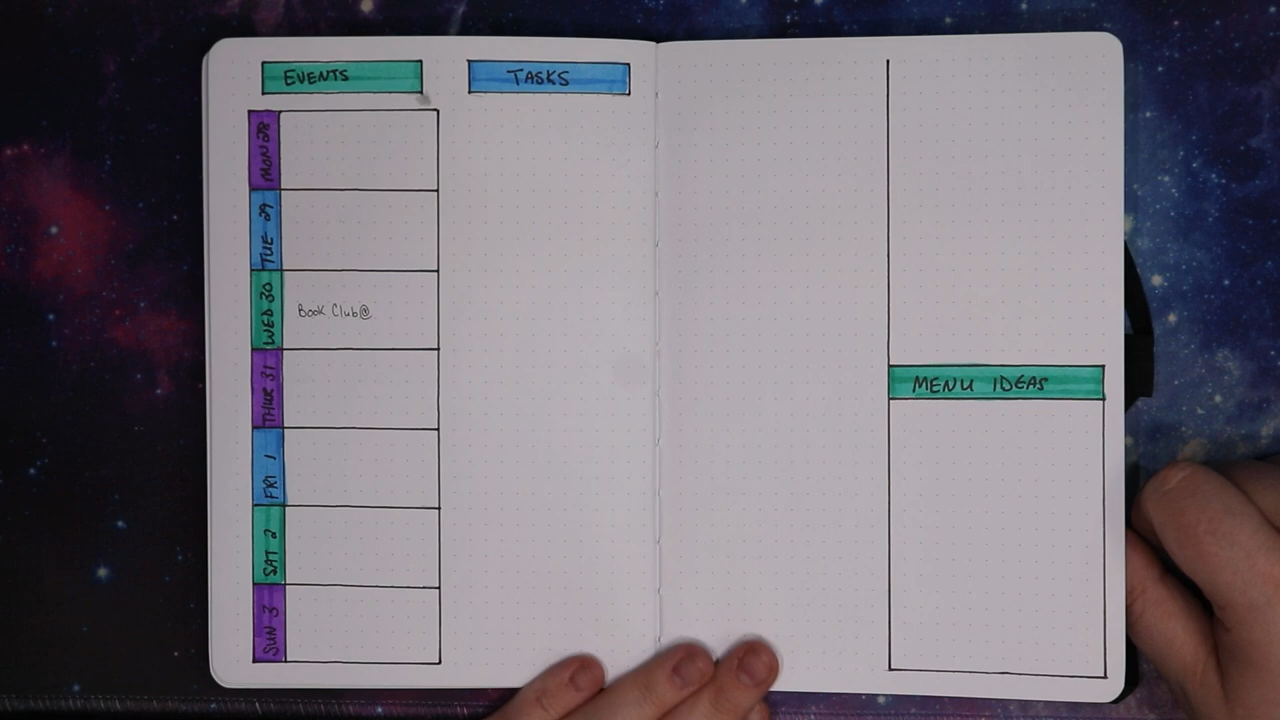 EVENTS
TASKS
MON 28
TUE 29
WED 30
Book Club@
THUR 31
FRI 1
SAT 2
SUN 3
MENU IDEAS